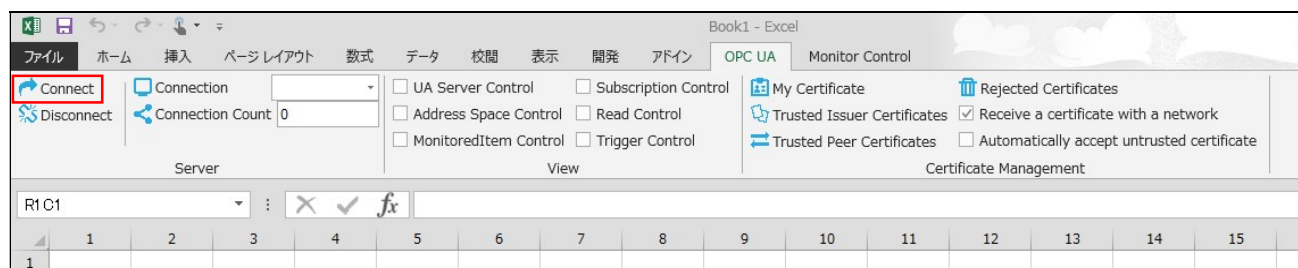 Book1 - Excel
ファイル ホーム 挿入 ページ レイアウト 数式 データ 校閲 表示 開発 アドイン OPC UA Monitor Control
Connect Connection UA Server Control Subscription Control My Certificate Rejected Certificates
Disconnect Connection Count 0 Address Space Control Read Control Trusted Issuer Certificates Receive a certificate with a network
MonitoredItem Control Trigger Control Trusted Peer Certificates Automatically accept untrusted certificate
Server View Certificate Management
R1C1 fx
1 2 3 4 5 6 7 8 9 10 11 12 13 14 15
1